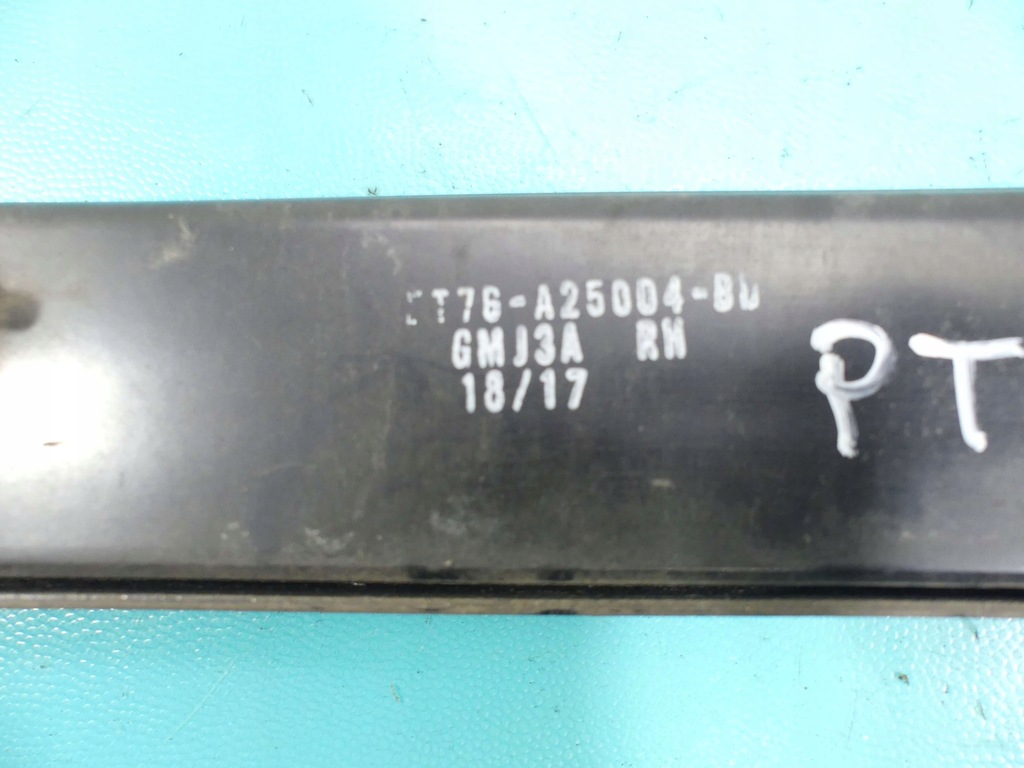 ET76-A25004-BD
GMJ3A RH
18/17
PT